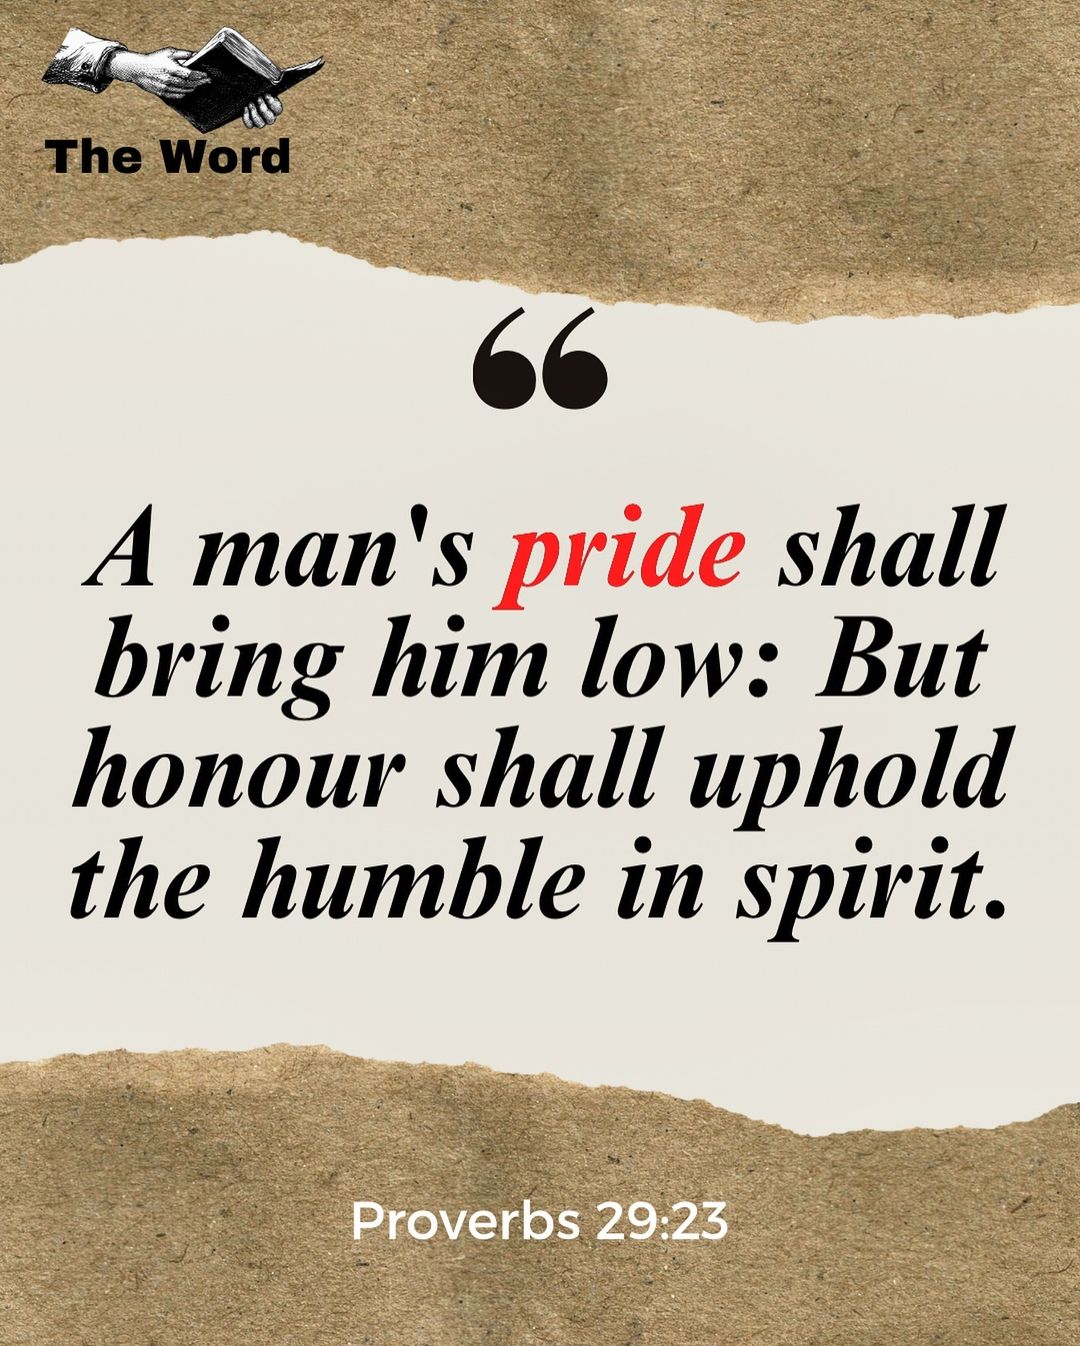 The Word
“
A man's pride shall
bring him low: But
honour shall uphold
the humble in spirit.
Proverbs 29:23